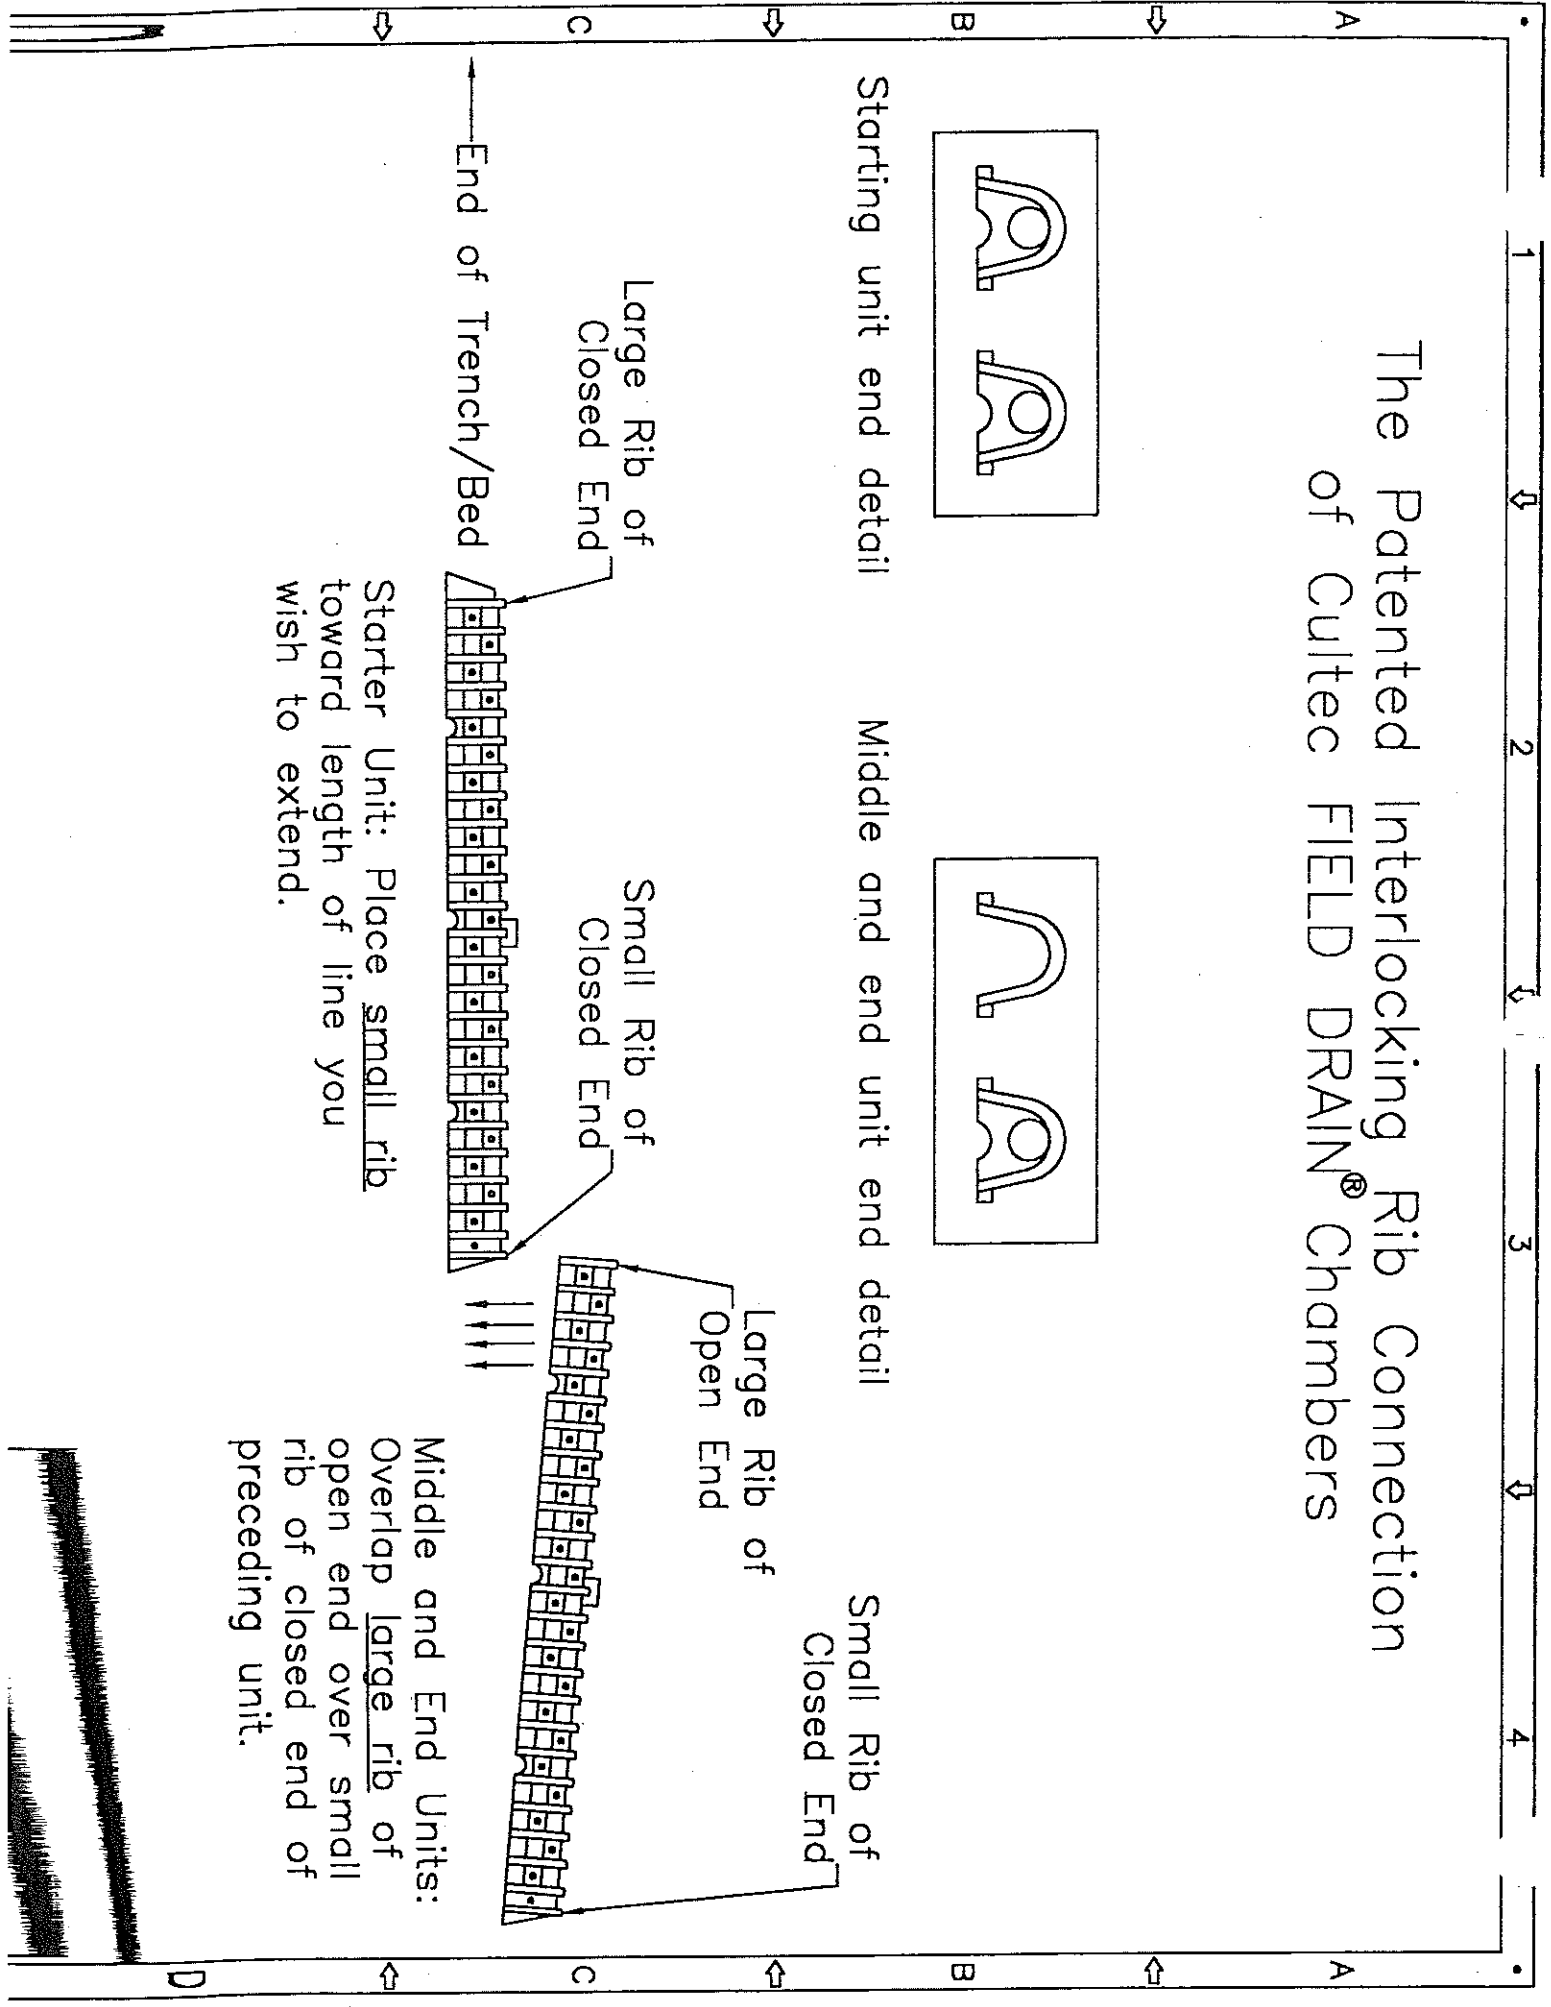 1
2
3
4
A
A
The Patented Interlocking Rib Connection
of Cultec FIELD DRAIN® Chambers
B
B
Starting unit end detail
Middle and end unit end detail
Large Rib of
Open End
Small Rib of
Closed End
C
C
Large Rib of
Closed End
Small Rib of
Closed End
End of Trench/Bed
Starter Unit: Place small rib
toward length of line you
wish to extend.
Middle and End Units:
Overlap large rib of
open end over small
rib of closed end of
preceding unit.
D